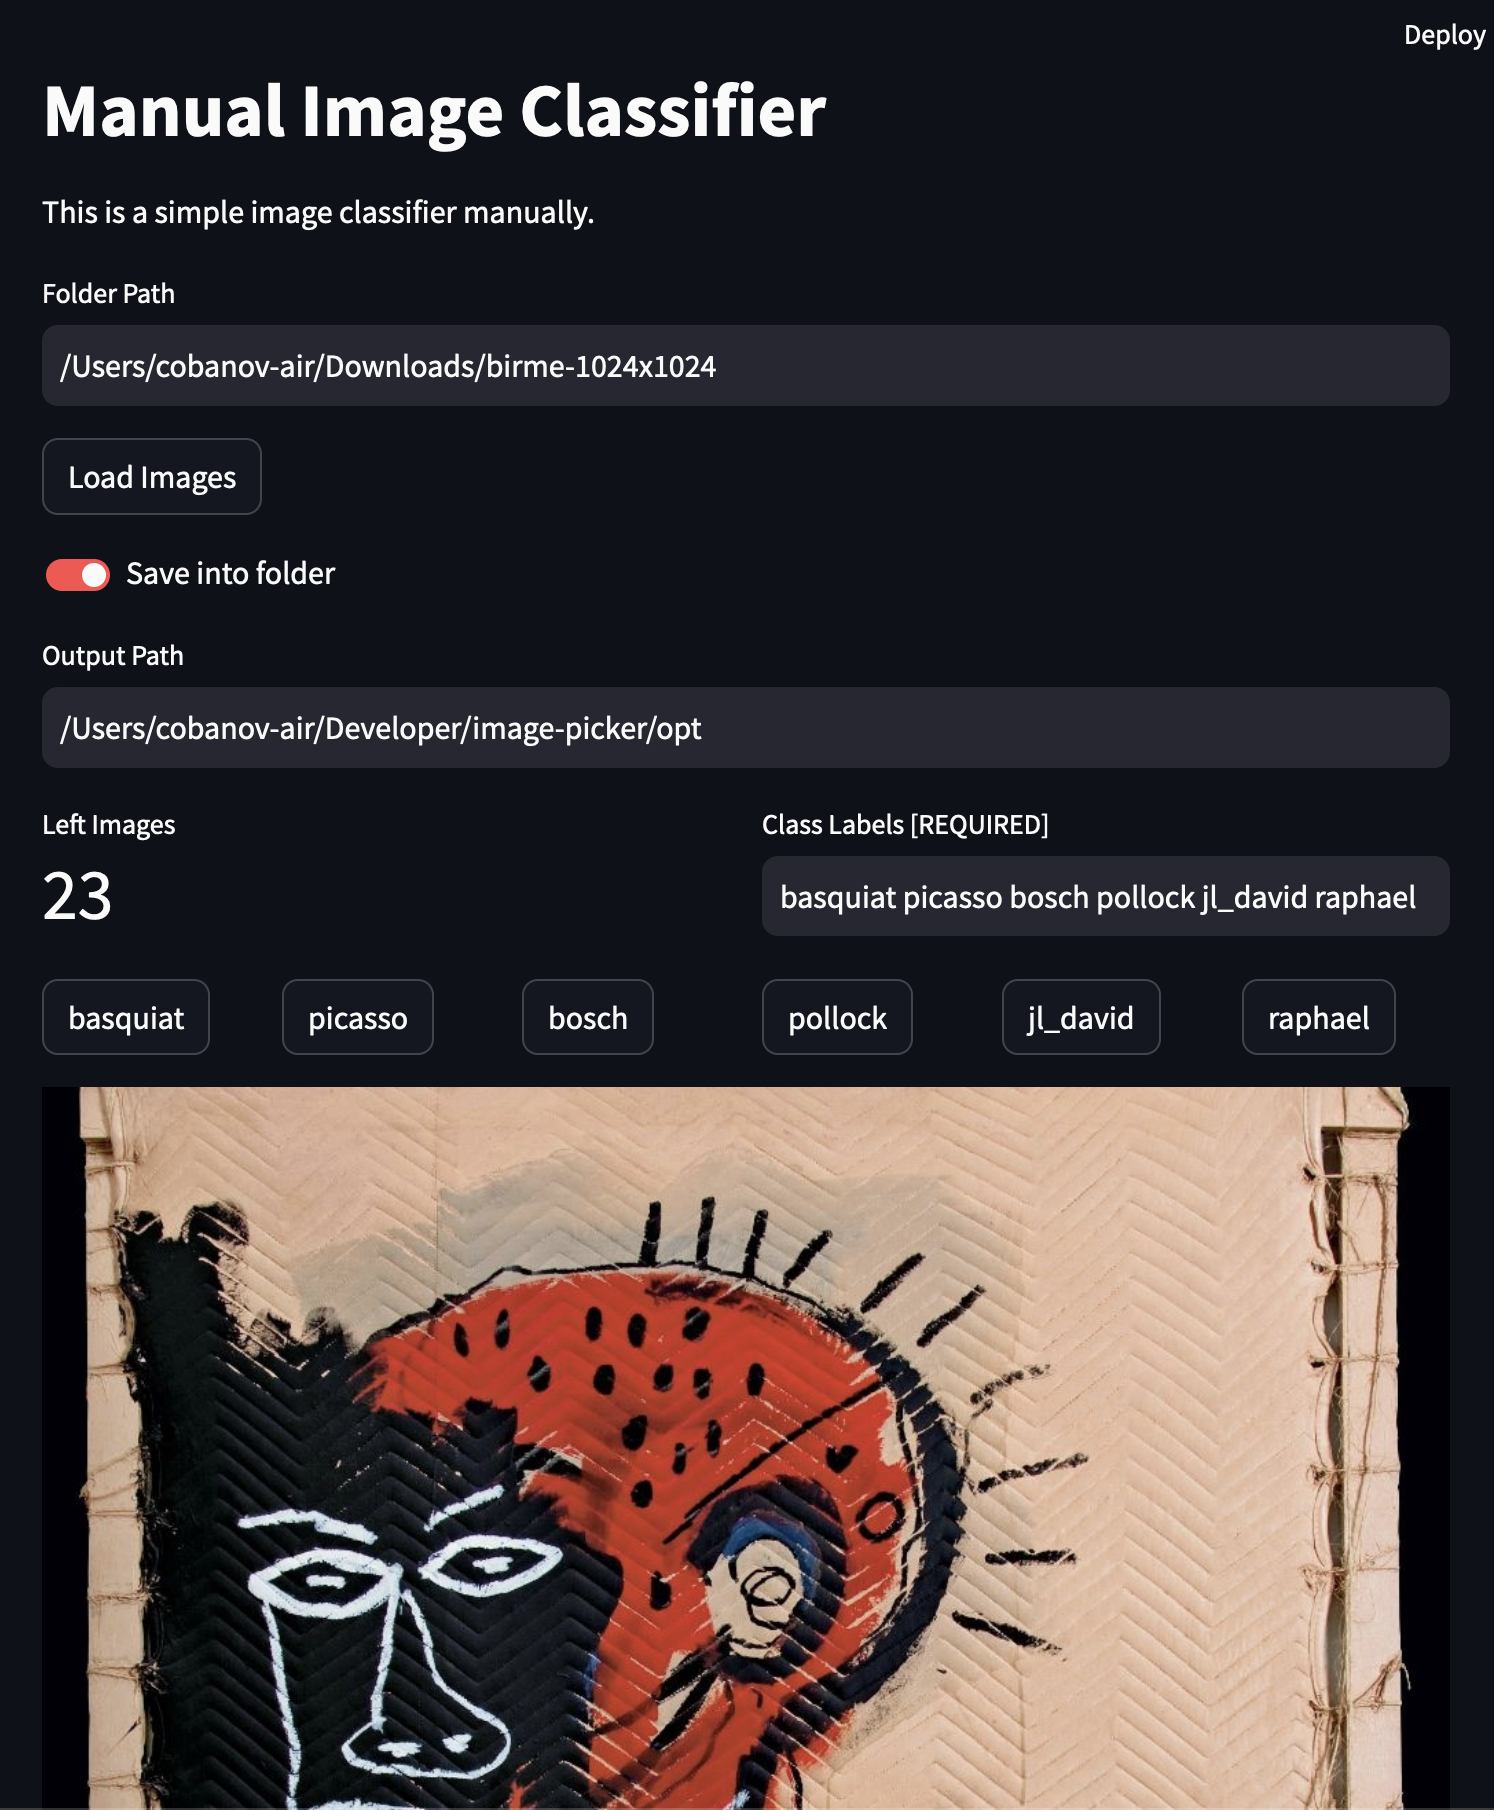 Deploy
Manual Image Classifier
This is a simple image classifier manually.
Folder Path
/Users/cobanov-air/Downloads/birme-1024x1024
Load Images
Save into folder
Output Path
/Users/cobanov-air/Developer/image-picker/opt
Left Images
Class Labels [REQUIRED]
23
basquiat picasso bosch pollock jl_david raphael
basquiat picasso bosch pollock jl_david raphael